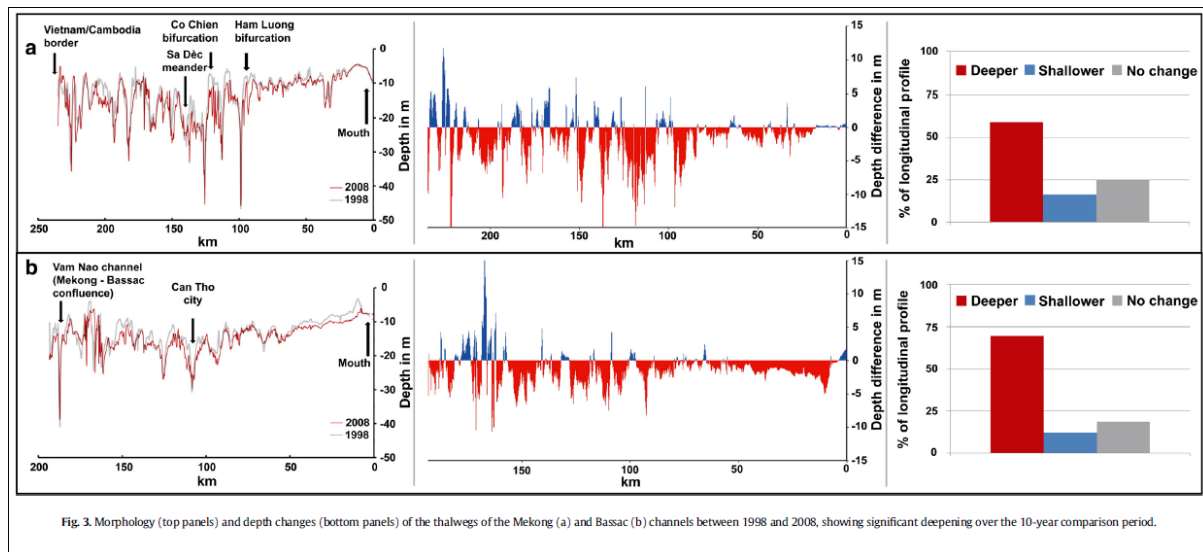 a
Vietnam/Cambodia
border
Co Chien
bifurcation
Ham Luong
bifurcation
Sa Dèc
meander
Mouth
2008
1998
0
-10
-20
-30
-40
-50
Depth in m
250
200
150
100
50
0
km
15
10
5
0
-5
-10
15
Depth difference in m
200
150
100
50
0
km
% of longitudinal profile
100
75
50
25
0
Deeper
Shallower
No change
b
Vam Nao channel
(Mekong - Bassac
confluence)
Can Tho
city
Mouth
2008
1998
0
-10
-20
-30
-40
-50
Depth in m
200
150
100
50
0
km
15
10
5
0
-5
-10
15
Depth difference in m
150
100
50
0
km
% of longitudinal profile
100
75
50
25
0
Deeper
Shallower
No change
Fig. 3. Morphology (top panels) and depth changes (bottom panels) of the thalwegs of the Mekong (a) and Bassac (b) channels between 1998 and 2008, showing significant deepening over the 10-year comparison period.